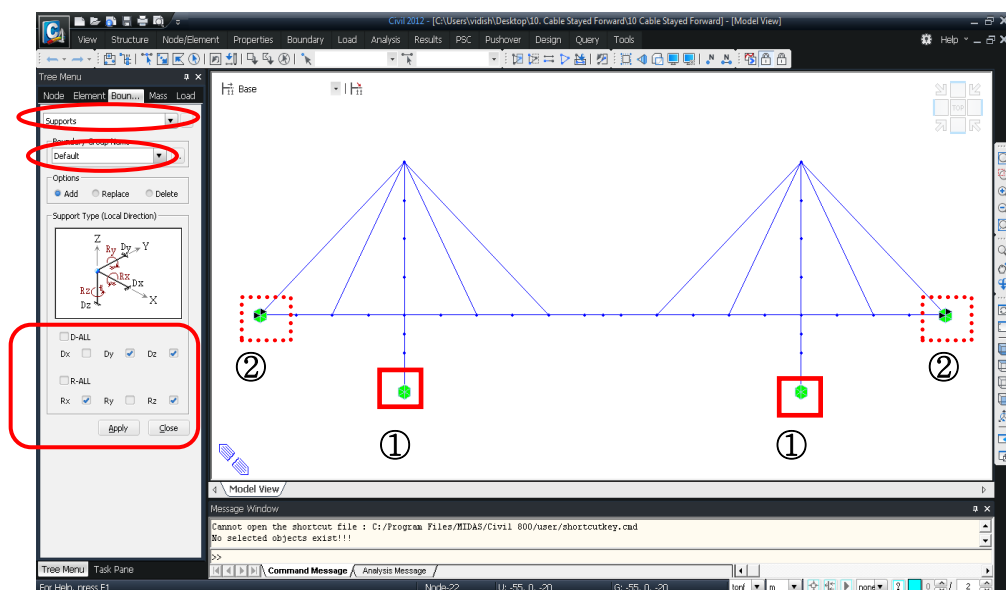 Civil 2012 - [C:\Users\vidish\Desktop\10. Cable Stayed Forward\10 Cable Stayed Forward] - [Model View]
View Structure Node/Element Properties Boundary Load Analysis Results PSC Pushover Design Query Tools Help
Tree Menu
Node Element Boun... Mass Load
Supports
Boundary Group Name
Default
Options
Add Replace Delete
Support Type (Local Direction)
Z
Ry Dy Y
Rx Dx
Rz
Dz X
D-ALL
Dx Dy Dz
R-ALL
Rx Ry Rz
Apply Close
Tree Menu Task Pane
Base
TOP
② ②
① ①
Model View
Message Window
Cannot open the shortcut file : C:/Program Files/MIDAS/Civil 800/user/shortcutkey.cmd
No selected objects exist!!!
>>
Command Message Analysis Message
For Help, press F1 Node-22 U: -55, 0, -20 G: -55, 0, -20 tonf m none ? 0 / 2